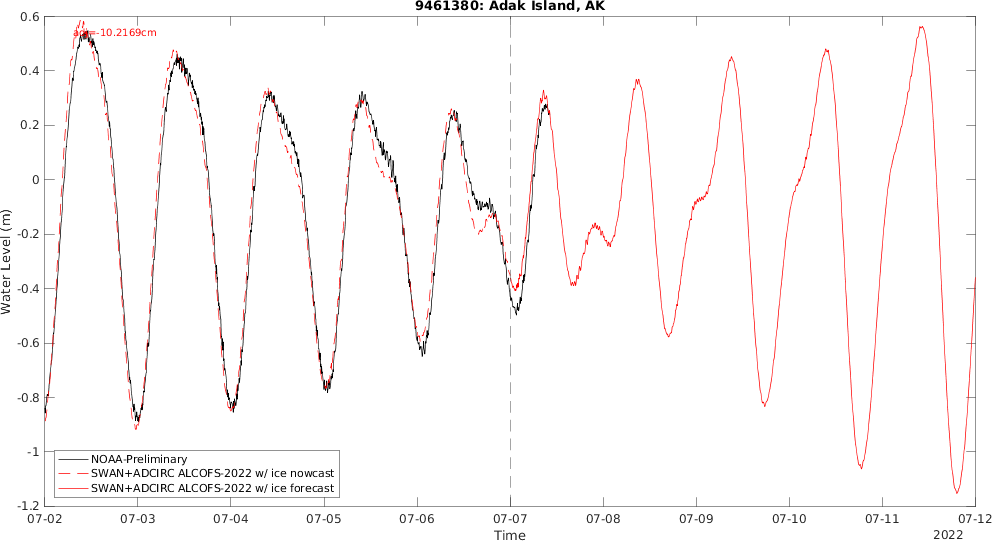 9461380: Adak Island, AK
0.6
0.4
0.2
0
-0.2
-0.4
-0.6
-0.8
-1
-1.2
Water Level (m)
adj=-10.2169cm
NOAA-Preliminary
SWAN+ADCIRC ALCOFS-2022 w/ ice nowcast
SWAN+ADCIRC ALCOFS-2022 w/ ice forecast
07-02 07-03 07-04 07-05 07-06 07-07 07-08 07-09 07-10 07-11 07-12
Time
2022